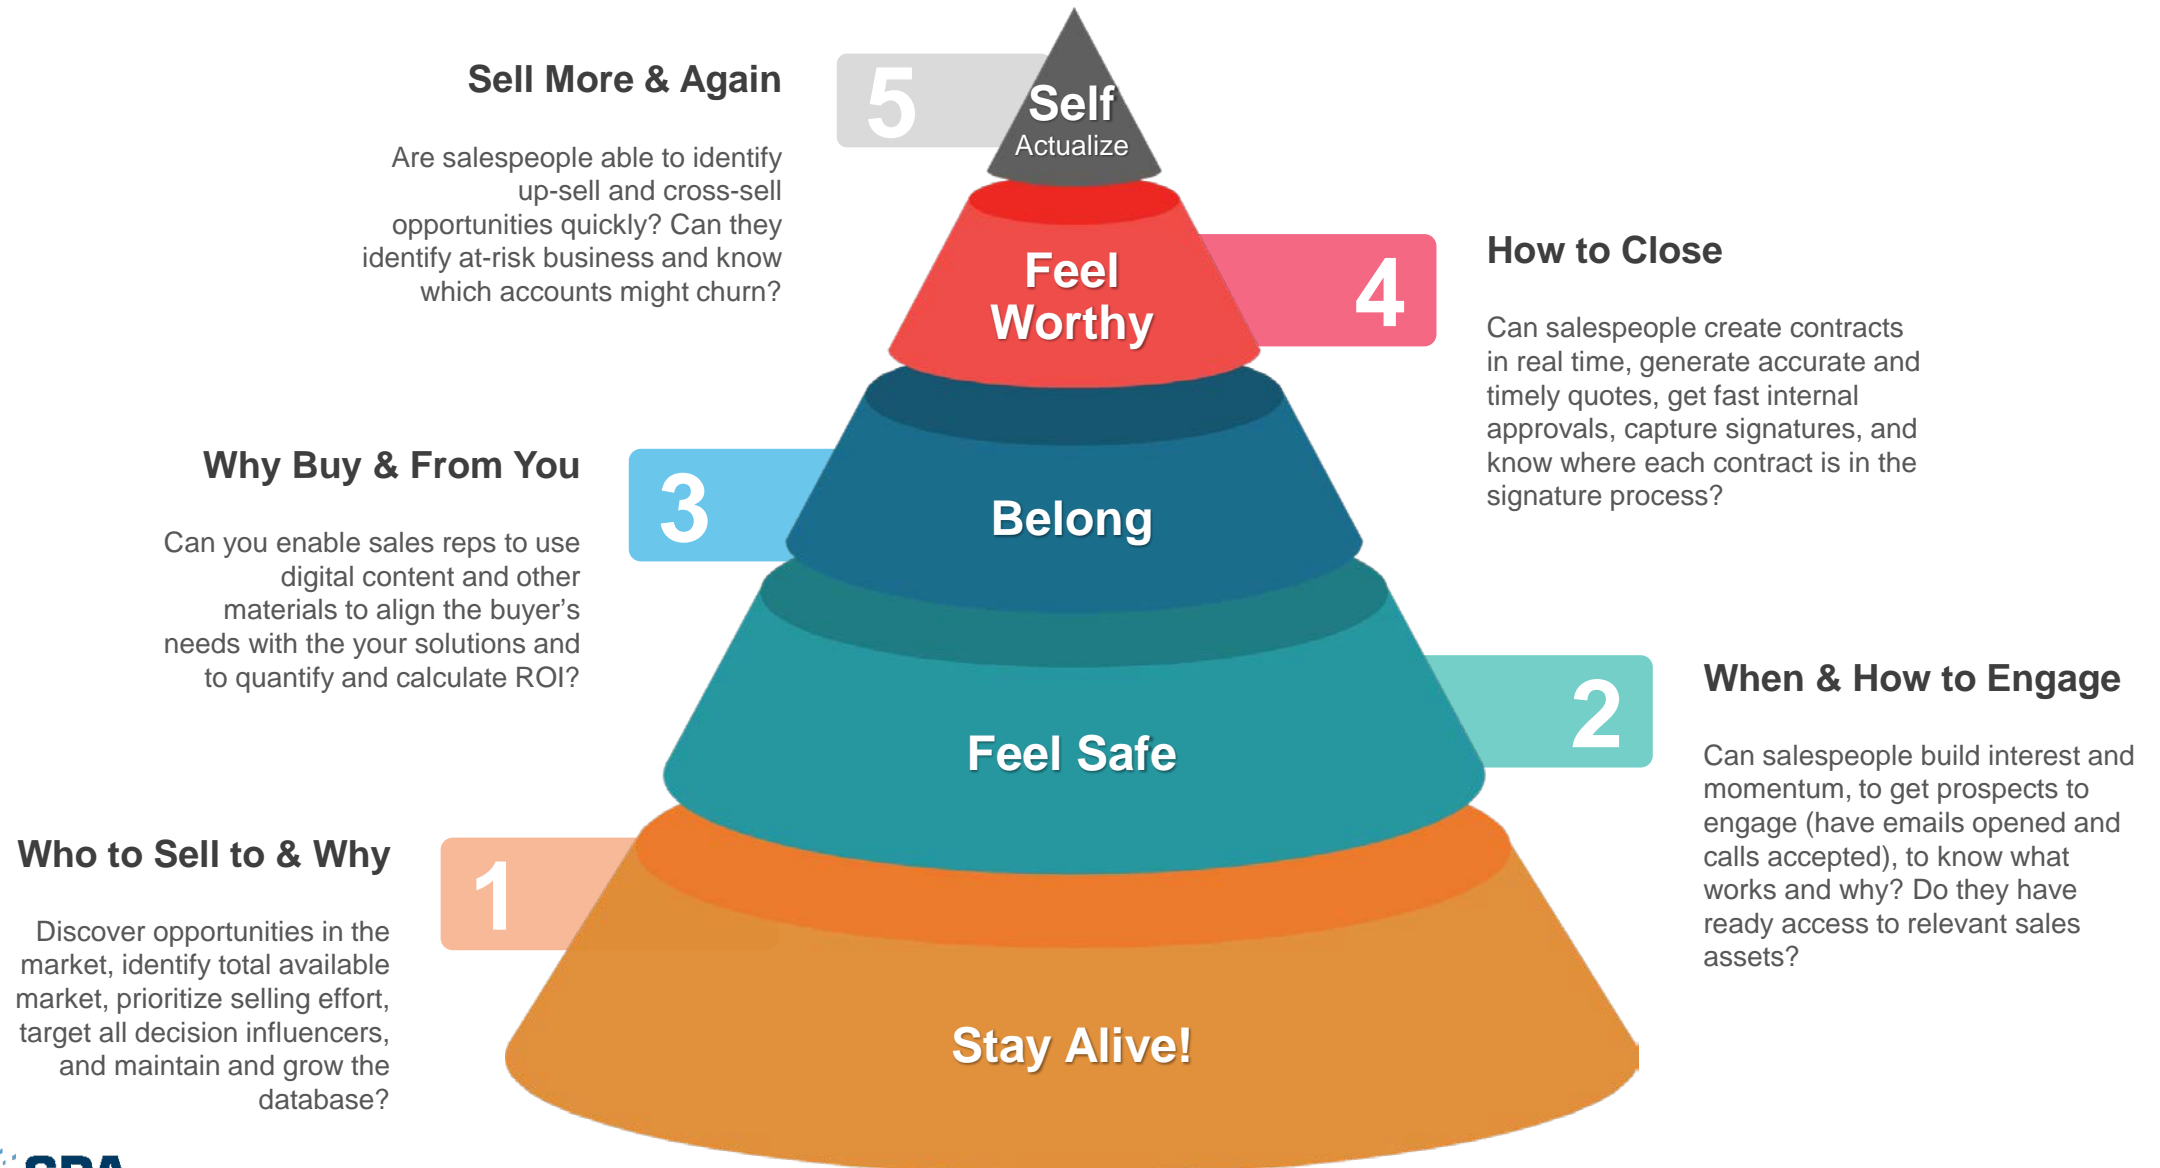 Sell More & Again
Are salespeople able to identify
up-sell and cross-sell
opportunities quickly? Can they
identify at-risk business and know
which accounts might churn?
5
Self
Actualize
Feel
Worthy
4
How to Close
Can salespeople create contracts
in real time, generate accurate and
timely quotes, get fast internal
approvals, capture signatures, and
know where each contract is in the
signature process?
Why Buy & From You
Can you enable sales reps to use
digital content and other
materials to align the buyer’s
needs with the your solutions and
to quantify and calculate ROI?
3
Belong
Feel Safe
2
When & How to Engage
Can salespeople build interest and
momentum, to get prospects to
engage (have emails opened and
calls accepted), to know what
works and why? Do they have
ready access to relevant sales
assets?
Who to Sell to & Why
Discover opportunities in the
market, identify total available
market, prioritize selling effort,
target all decision influencers,
and maintain and grow the
database?
1
Stay Alive!